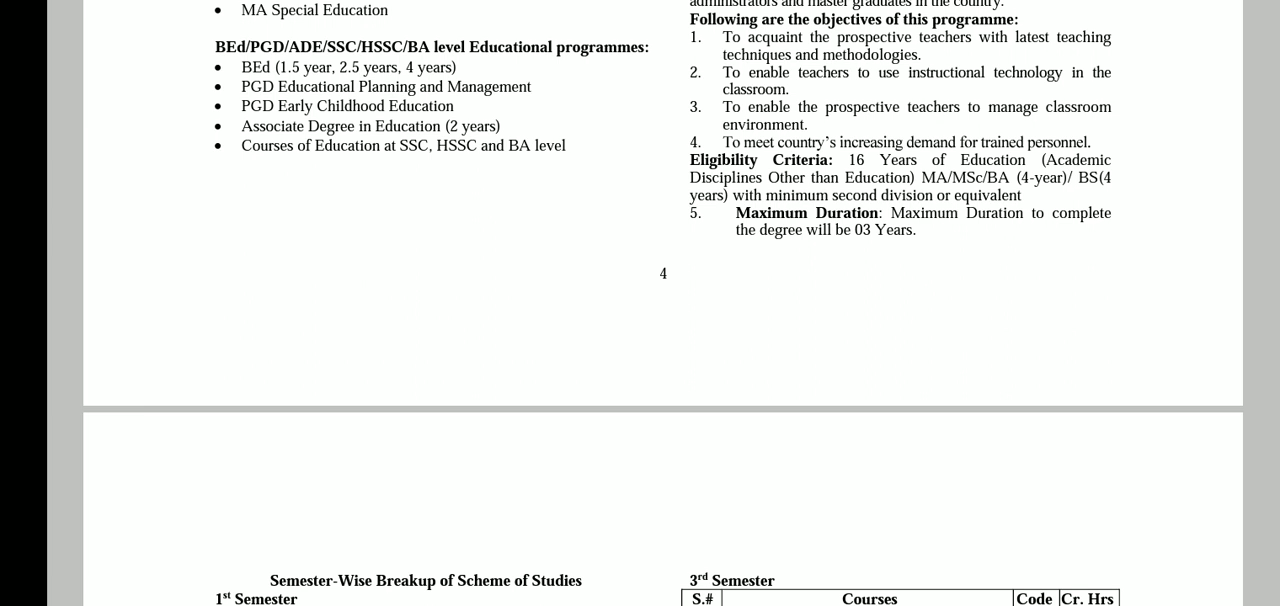 • MA Special Education
BEd/PGD/ADE/SSC/HSSC/BA level Educational programmes:
• BEd (1.5 year, 2.5 years, 4 years)
• PGD Educational Planning and Management
• PGD Early Childhood Education
• Associate Degree in Education (2 years)
• Courses of Education at SSC, HSSC and BA level
administrators and master graduates in the country.
Following are the objectives of this programme:
1. To acquaint the prospective teachers with latest teaching
techniques and methodologies.
2. To enable teachers to use instructional technology in the
classroom.
3. To enable the prospective teachers to manage classroom
environment.
4. To meet country's increasing demand for trained personnel.
Eligibility Criteria: 16 Years of Education (Academic
Disciplines Other than Education) MA/MSc/BA (4-year)/ BS(4
years) with minimum second division or equivalent
5. Maximum Duration: Maximum Duration to complete
the degree will be 03 Years.
4
Semester-Wise Breakup of Scheme of Studies
1st Semester
3rd Semester
S.# Courses Code Cr. Hrs